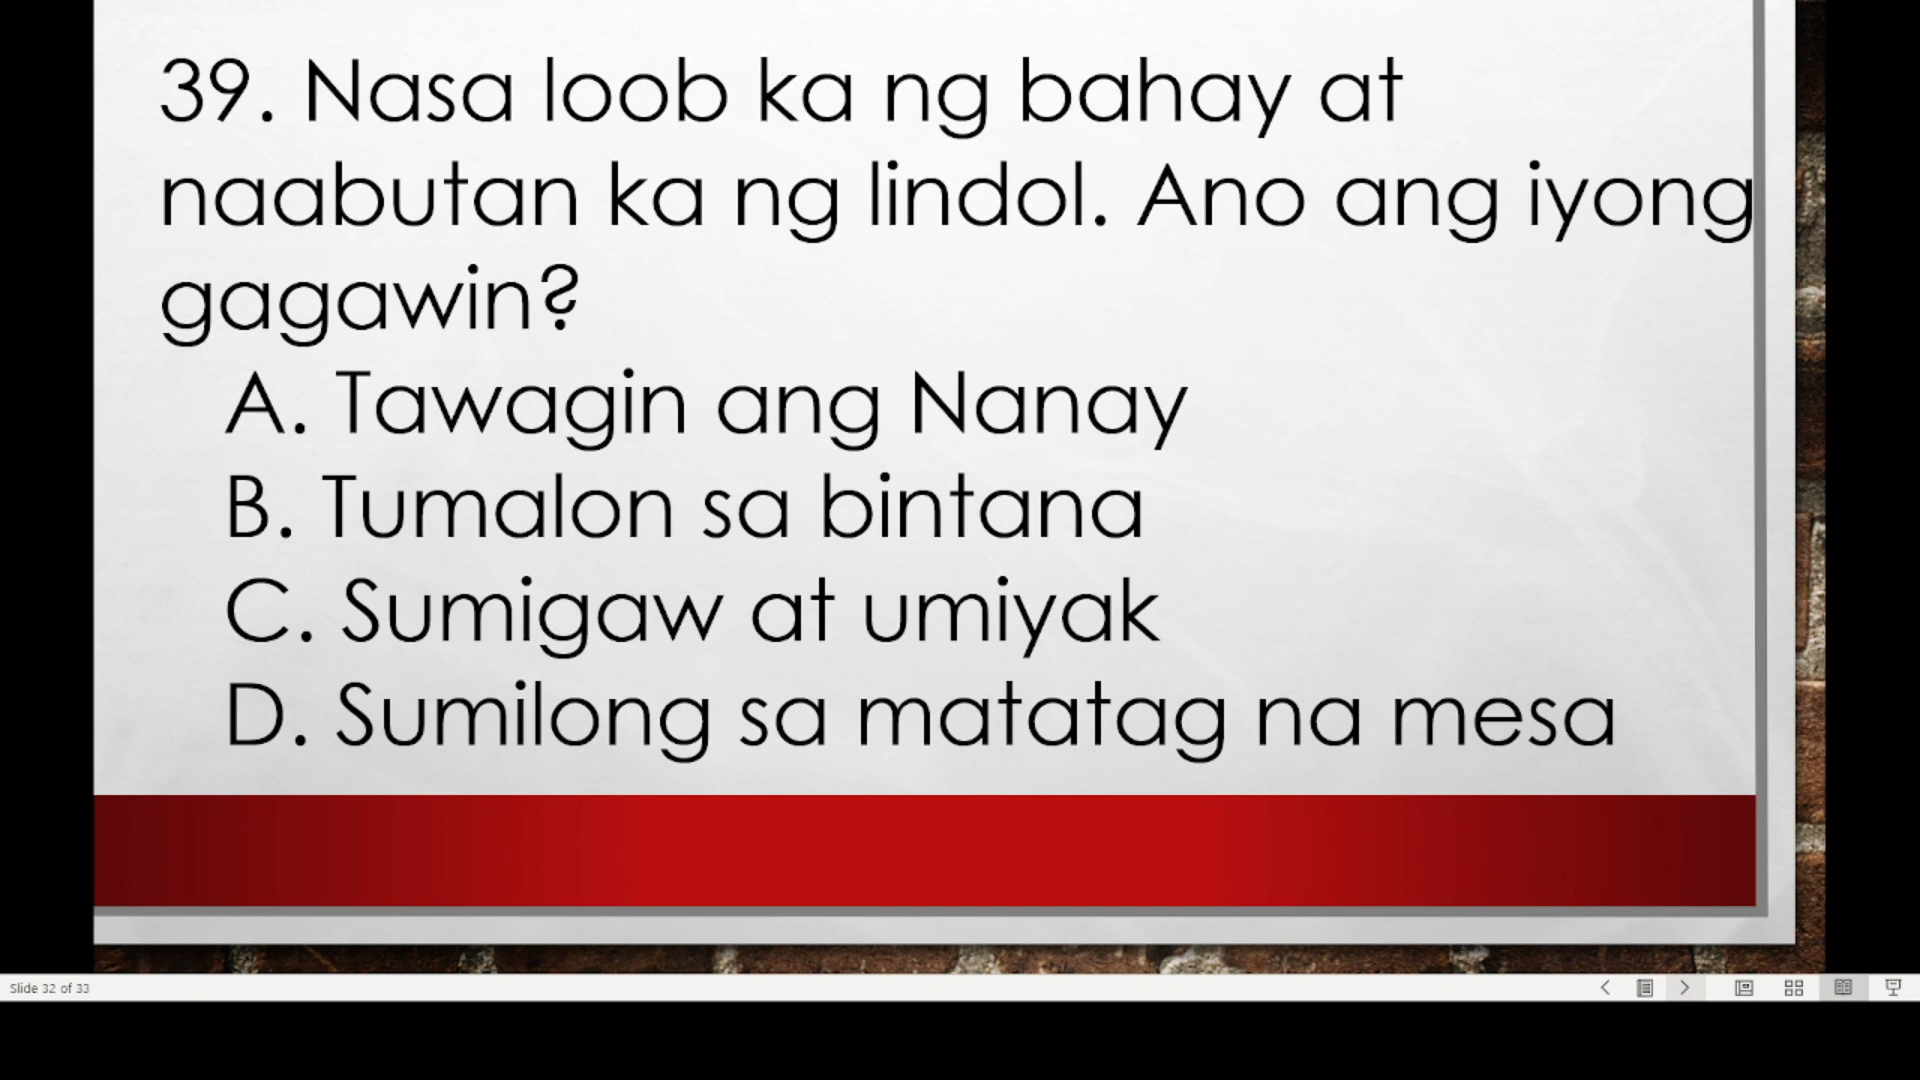 39. Nasa loob ka ng bahay at
naabutan ka ng lindol. Ano ang iyong
gagawin?
A. Tawagin ang Nanay
B. Tumalon sa bintana
C. Sumigaw at umiyak
D. Sumilong sa matatag na mesa
Slide 32 of 33